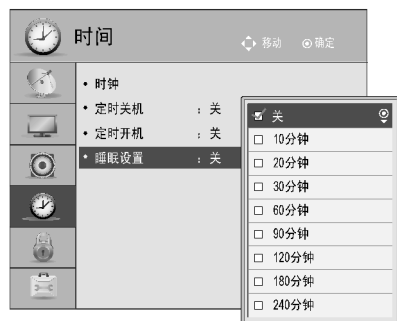 时间
移动 确定
时钟
定时关机 : 关
定时开机 : 关
睡眠设置 : 关
关
10分钟
20分钟
30分钟
60分钟
90分钟
120分钟
180分钟
240分钟